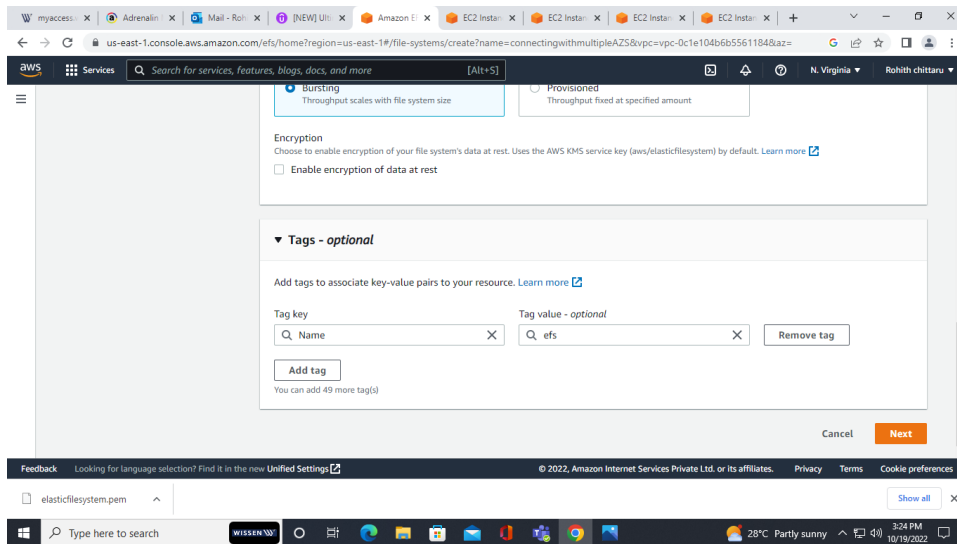 myaccess
Adrenalin
Mail - Roh
[NEW] Ulti
Amazon E
EC2 Instan
EC2 Instan
EC2 Instan
EC2 Instan
us-east-1.console.aws.amazon.com/efs/home?region=us-east-1#/file-systems/create?name=connectingwithmultipleAZS&vpc=vpc-0c1e104b6b5561184&az=
aws
Services
Search for services, features, blogs, docs, and more
[Alt+S]
N. Virginia
Rohith chittaru
Bursting
Throughput scales with file system size
Provisioned
Throughput fixed at specified amount
Encryption
Choose to enable encryption of your file system's data at rest. Uses the AWS KMS service key (aws/elasticfilesystem) by default. Learn more
Enable encryption of data at rest
Tags - optional
Add tags to associate key-value pairs to your resource. Learn more
Tag key
Tag value - optional
Name
efs
Remove tag
Add tag
You can add 49 more tag(s)
Cancel
Next
Feedback
Looking for language selection? Find it in the new Unified Settings
© 2022, Amazon Internet Services Private Ltd. or its affiliates.
Privacy
Terms
Cookie preferences
elasticfilesystem.pem
Show all
Type here to search
WISSEN
28°C Partly sunny
3:24 PM
10/19/2022